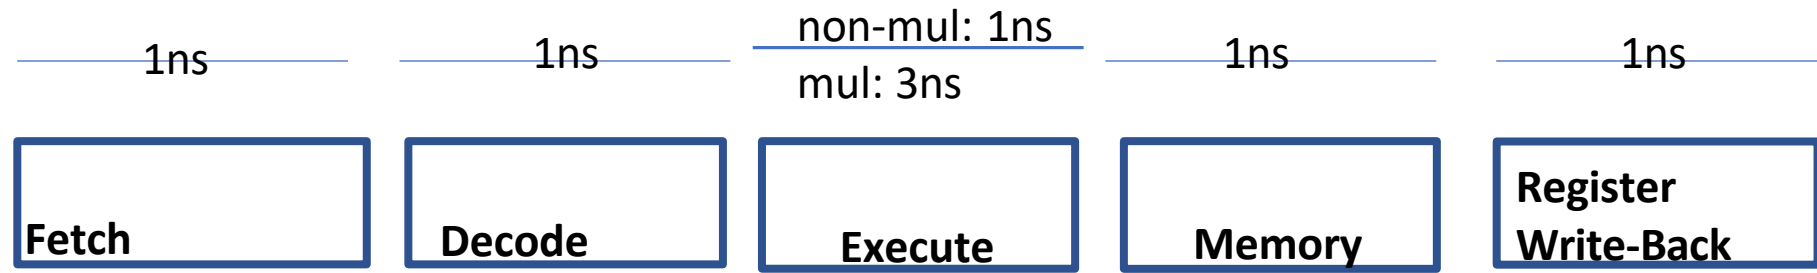 1ns
1ns
non-mul: 1ns
mul: 3ns
1ns
1ns
Fetch
Decode
Execute
Memory
Register
Write-Back